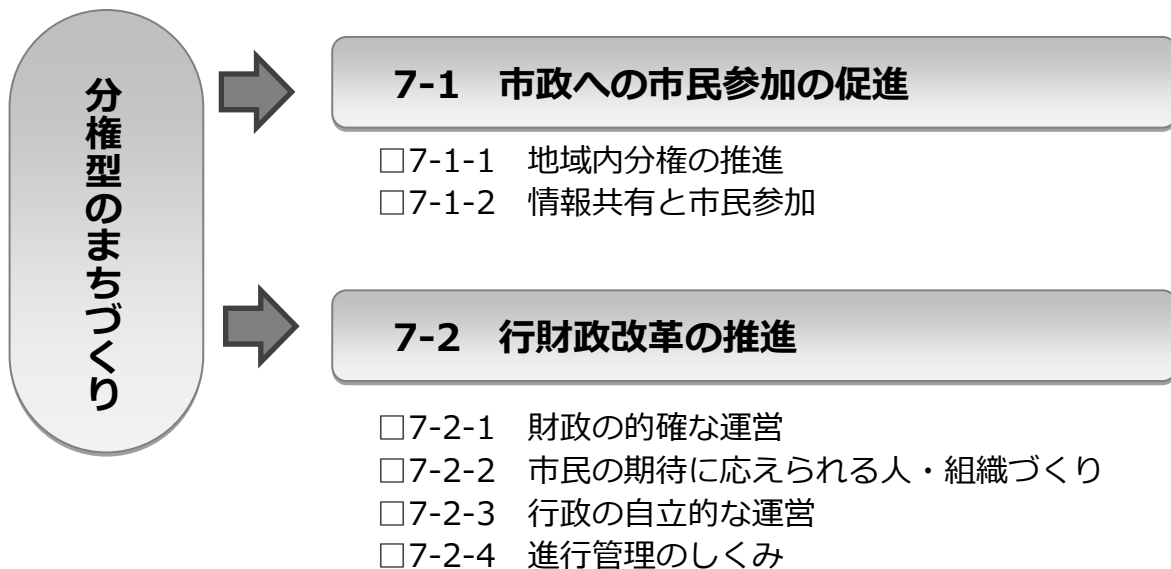 分権型のまちづくり
7-1 市政への市民参加の促進
□7-1-1 地域内分権の推進
□7-1-2 情報共有と市民参加
7-2 行財政改革の推進
□7-2-1 財政の的確な運営
□7-2-2 市民の期待に応えられる人・組織づくり
□7-2-3 行政の自立的な運営
□7-2-4 進行管理のしくみ